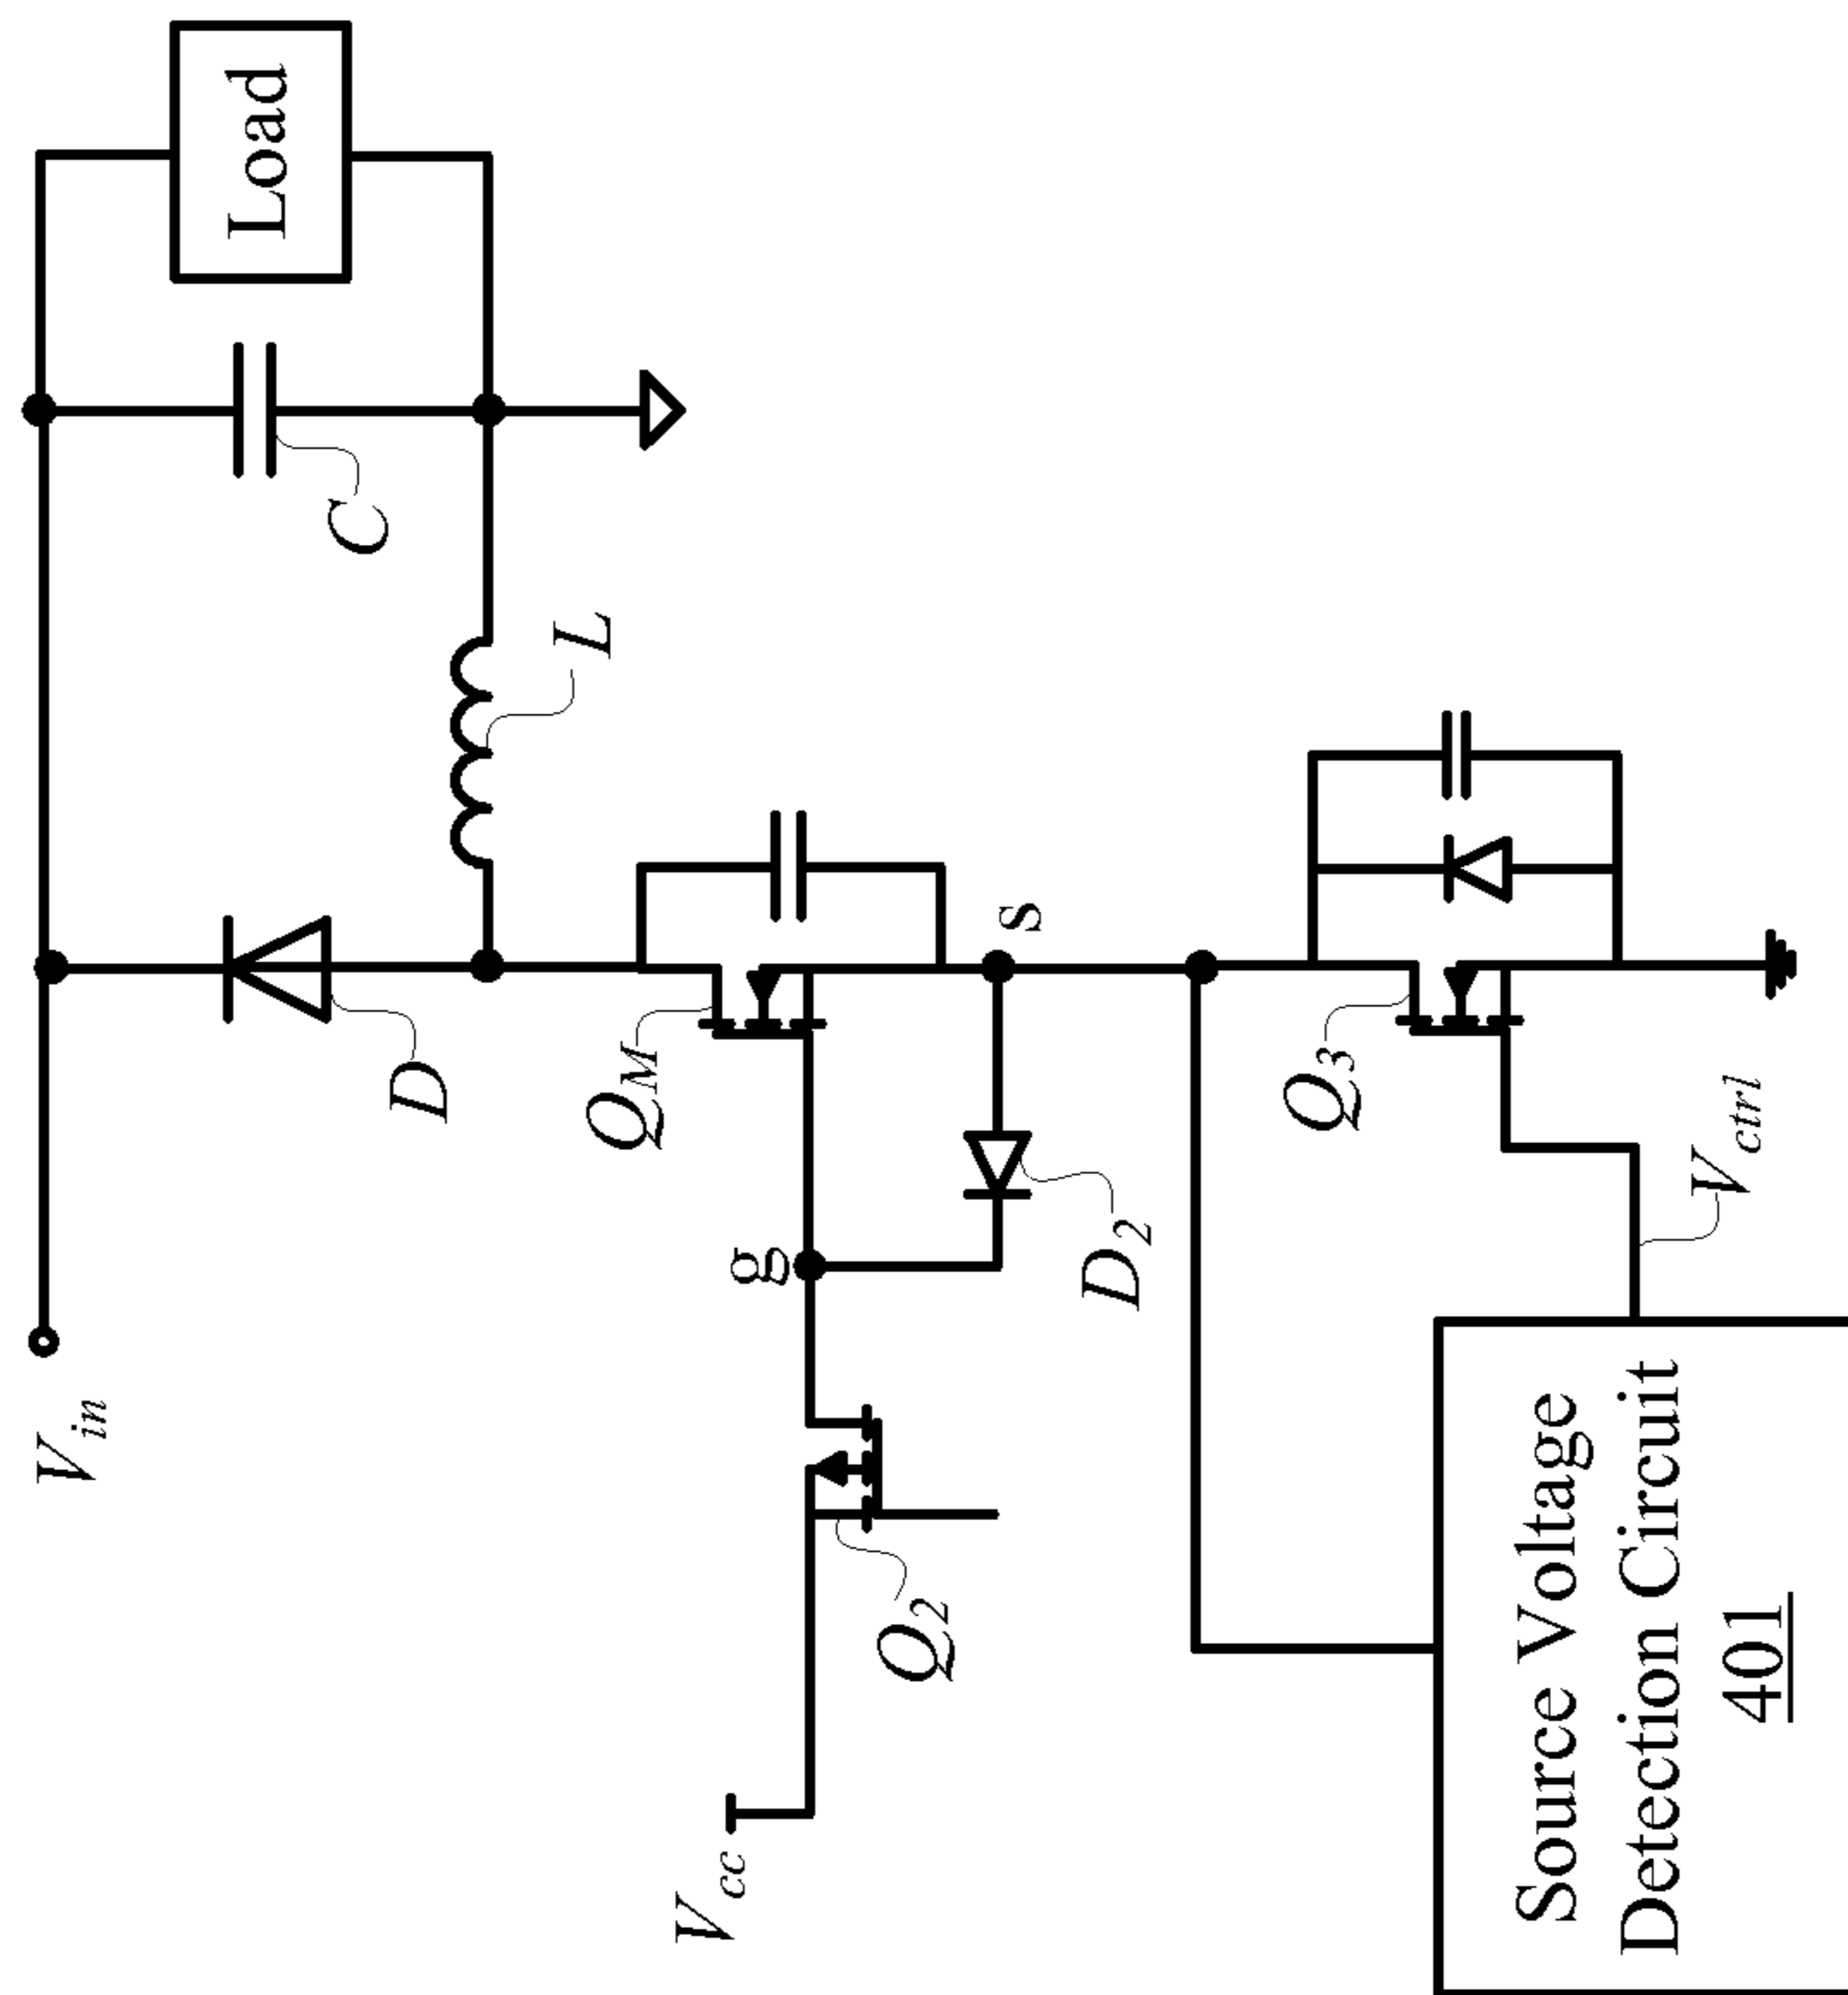 V_in
D
C
Load
L
V_cc
Q_2
g
Q_M
s
D_2
Q_3
V_ctrl
Source Voltage
Detection Circuit
401